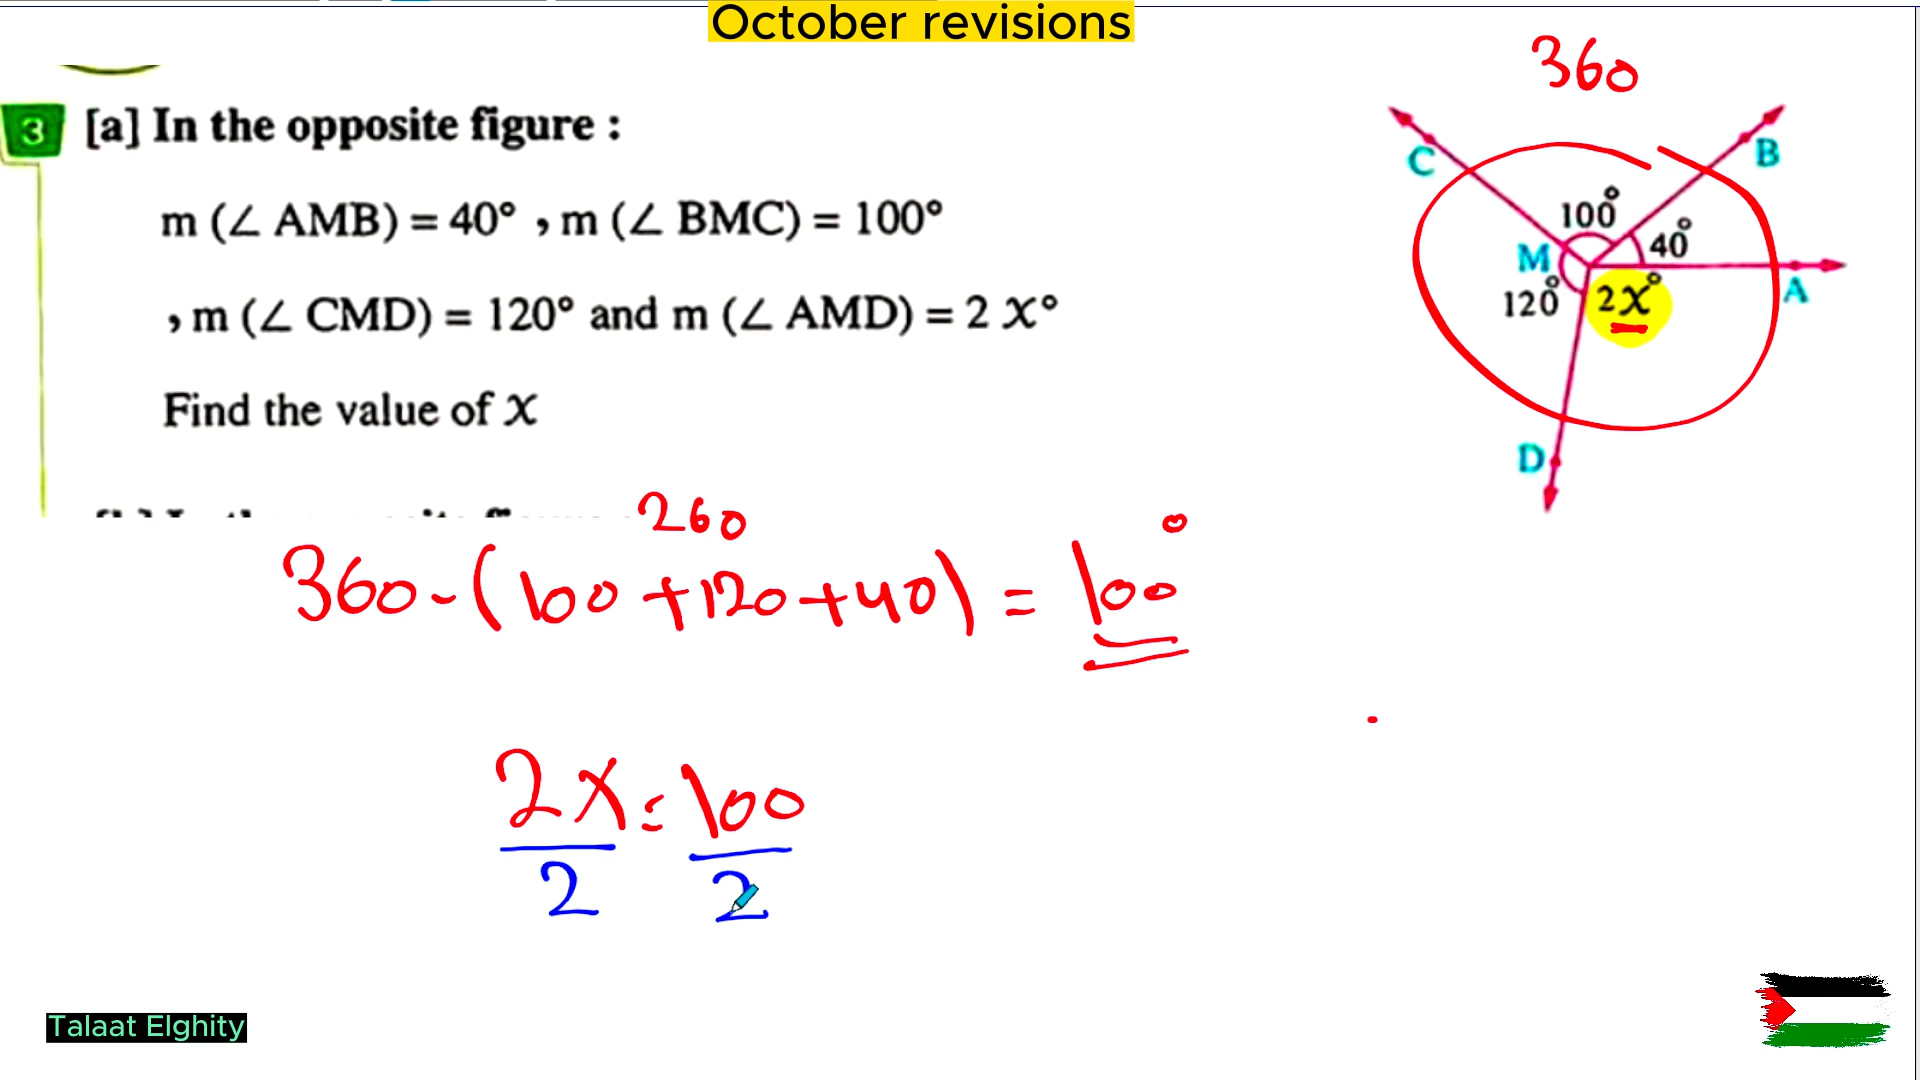 October revisions
360
3 [a] In the opposite figure :
m (∠ AMB) = 40° , m (∠ BMC) = 100°
, m (∠ CMD) = 120° and m (∠ AMD) = 2 x°
Find the value of x
C
B
100°
40°
M
A
120°
2x°
D
260
360-(100+120+40) = 100°
2x = 100
2 2
Talaat Elghity